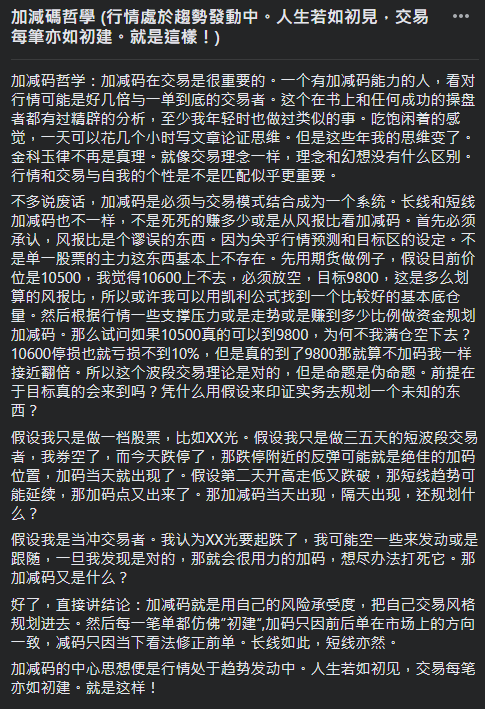 加減碼哲學 (行情處於趨勢發動中。人生若如初見，交易
每筆亦如初建。就是這樣！)
加减码哲学：加减码在交易是很重要的。一个有加减码能力的人，看对
行情可能是好几倍与一单到底的交易者。这个在书上和任何成功的操盘
者都有过精辟的分析，至少我年轻时也做过类似的事。吃饱闲着的感
觉，一天可以花几个小时写文章论证思维。但是这些年我的思维变了。
金科玉律不再是真理。就像交易理念一样，理念和幻想没有什么区别。
行情和交易与自我的个性是不是匹配似乎更重要。
不多说废话，加减码是必须与交易模式结合成为一个系统。长线和短线
加减码也不一样，不是死死的赚多少或是从风报比看加减码。首先必须
承认，风报比是个谬误的东西。因为关乎行情预测和目标区的设定。不
是单一股票的主力这东西基本上不存在。先用期货做例子，假设目前价
位是10500，我觉得10600上不去，必须放空，目标9800，这是多么划
算的风报比，所以或许我可以用凯利公式找到一个比较好的基本底仓
量。然后根据行情一些支撑压力或是走势或是赚到多少比例做资金规划
加减码。那么试问如果10500真的可以到9800，为何不我满仓空下去？
10600停损也就亏损不到10%，但是真的到了9800那就算不加码我一样
接近翻倍。所以这个波段交易理论是对的，但是命题是伪命题。前提在
于目标真的会来到吗？凭什么用假设来印证实务去规划一个未知的东
西？
假设我只是做一档股票，比如XX光。假设我只是做三五天的短波段交易
者，我券空了，而今天跌停了，那跌停附近的反弹可能就是绝佳的加码
位置，加码当天就出现了。假设第二天开高走低又跌破，那短线趋势可
能延续，那加码点又出来了。那加减码当天出现，隔天出现，还规划什
么？
假设我是当冲交易者。我认为XX光要起跌了，我可能空一些来发动或是
跟随，一旦我发现是对的，那就会很用力的加码，想尽办法打死它。那
加减码又是什么？
好了，直接讲结论：加减码就是用自己的风险承受度，把自己交易风格
规划进去。然后每一笔单都仿佛"初建",加码只因前后单在市场上的方向
一致，减码只因当下看法修正前单。长线如此，短线亦然。
加减码的中心思想便是行情处于趋势发动中。人生若如初见，交易每笔
亦如初建。就是这样！